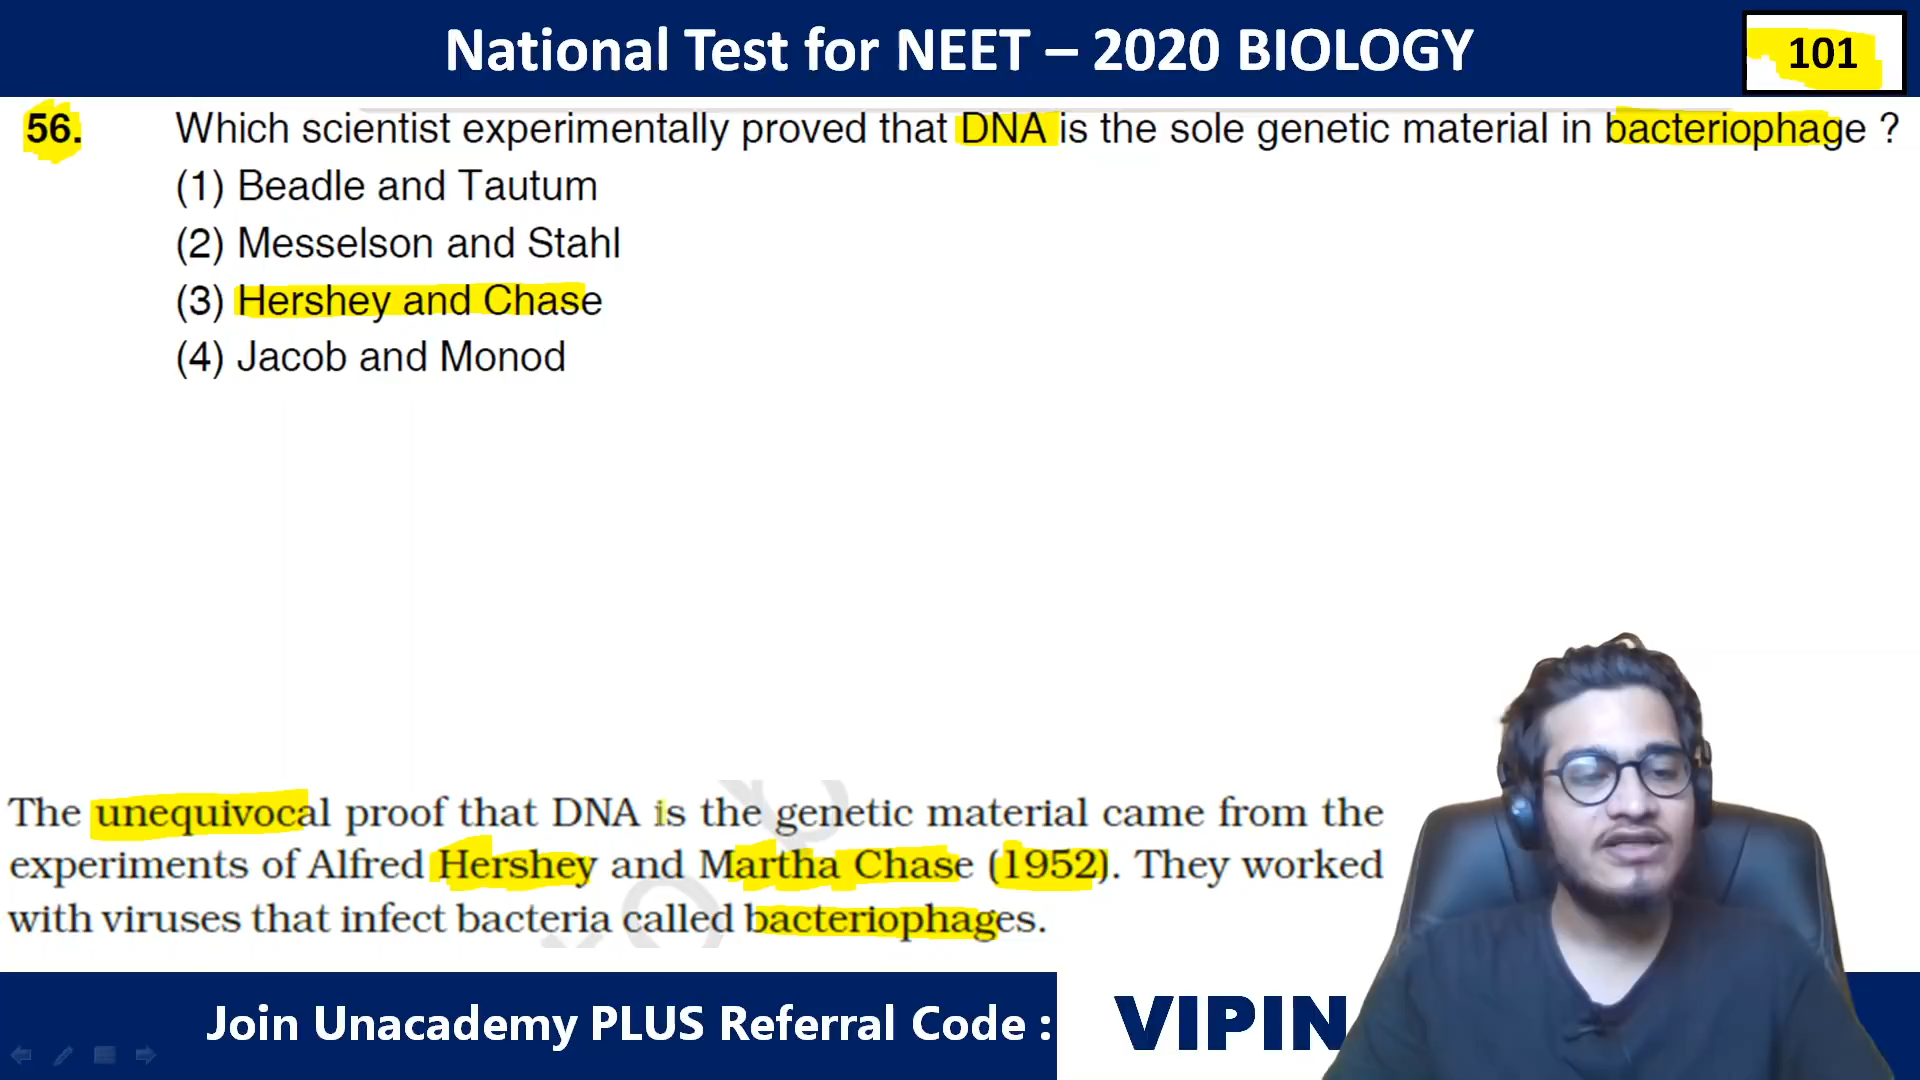 National Test for NEET – 2020 BIOLOGY
101
56. Which scientist experimentally proved that DNA is the sole genetic material in bacteriophage ?
(1) Beadle and Tautum
(2) Messelson and Stahl
(3) Hershey and Chase
(4) Jacob and Monod
The unequivocal proof that DNA is the genetic material came from the
experiments of Alfred Hershey and Martha Chase (1952). They worked
with viruses that infect bacteria called bacteriophages.
Join Unacademy PLUS Referral Code :
VIPIN